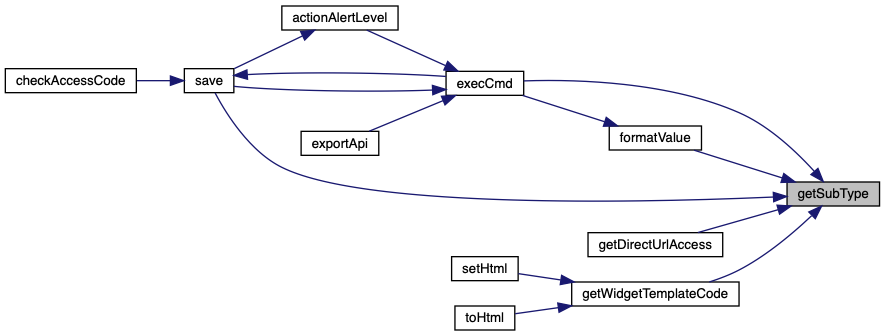 actionAlertLevel
checkAccessCode
save
execCmd
exportApi
formatValue
getSubType
getDirectUrlAccess
setHtml
getWidgetTemplateCode
toHtml